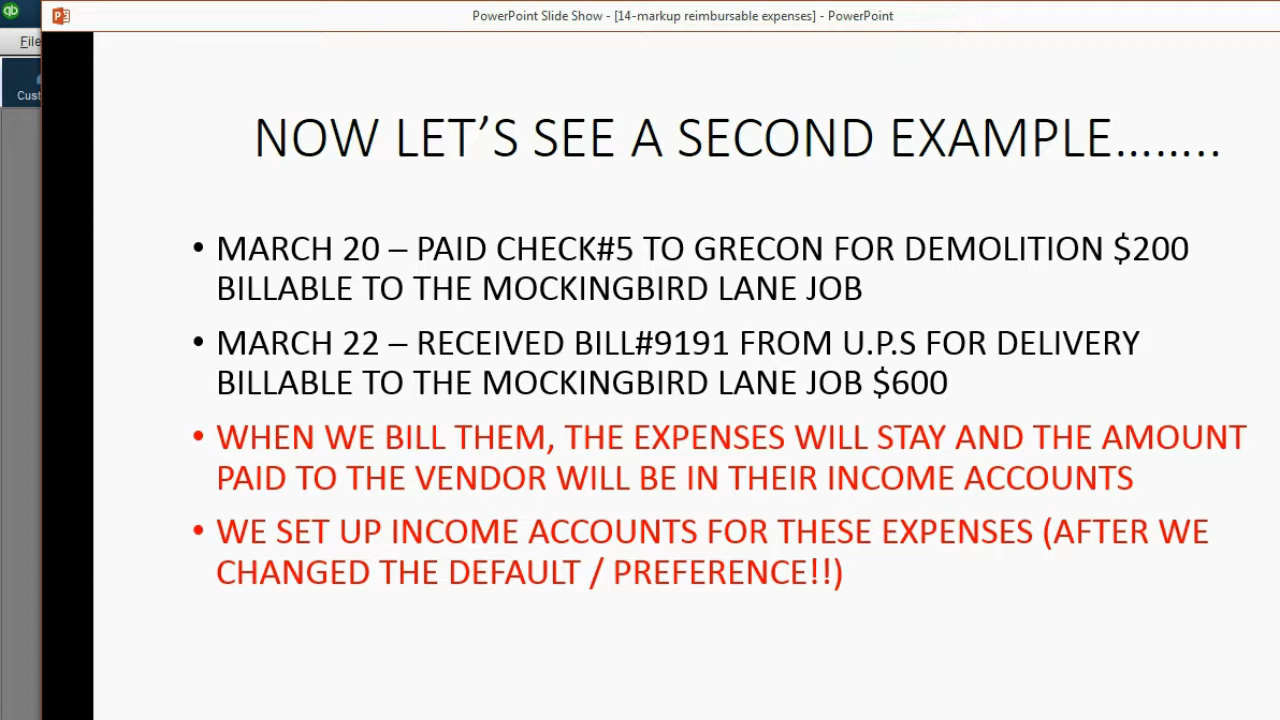 PowerPoint Slide Show - [14-markup reimbursable expenses] - PowerPoint
File
Cust
NOW LET'S SEE A SECOND EXAMPLE........
• MARCH 20 – PAID CHECK#5 TO GRECON FOR DEMOLITION $200
BILLABLE TO THE MOCKINGBIRD LANE JOB
• MARCH 22 – RECEIVED BILL#9191 FROM U.P.S FOR DELIVERY
BILLABLE TO THE MOCKINGBIRD LANE JOB $600
• WHEN WE BILL THEM, THE EXPENSES WILL STAY AND THE AMOUNT
PAID TO THE VENDOR WILL BE IN THEIR INCOME ACCOUNTS
• WE SET UP INCOME ACCOUNTS FOR THESE EXPENSES (AFTER WE
CHANGED THE DEFAULT / PREFERENCE!!)